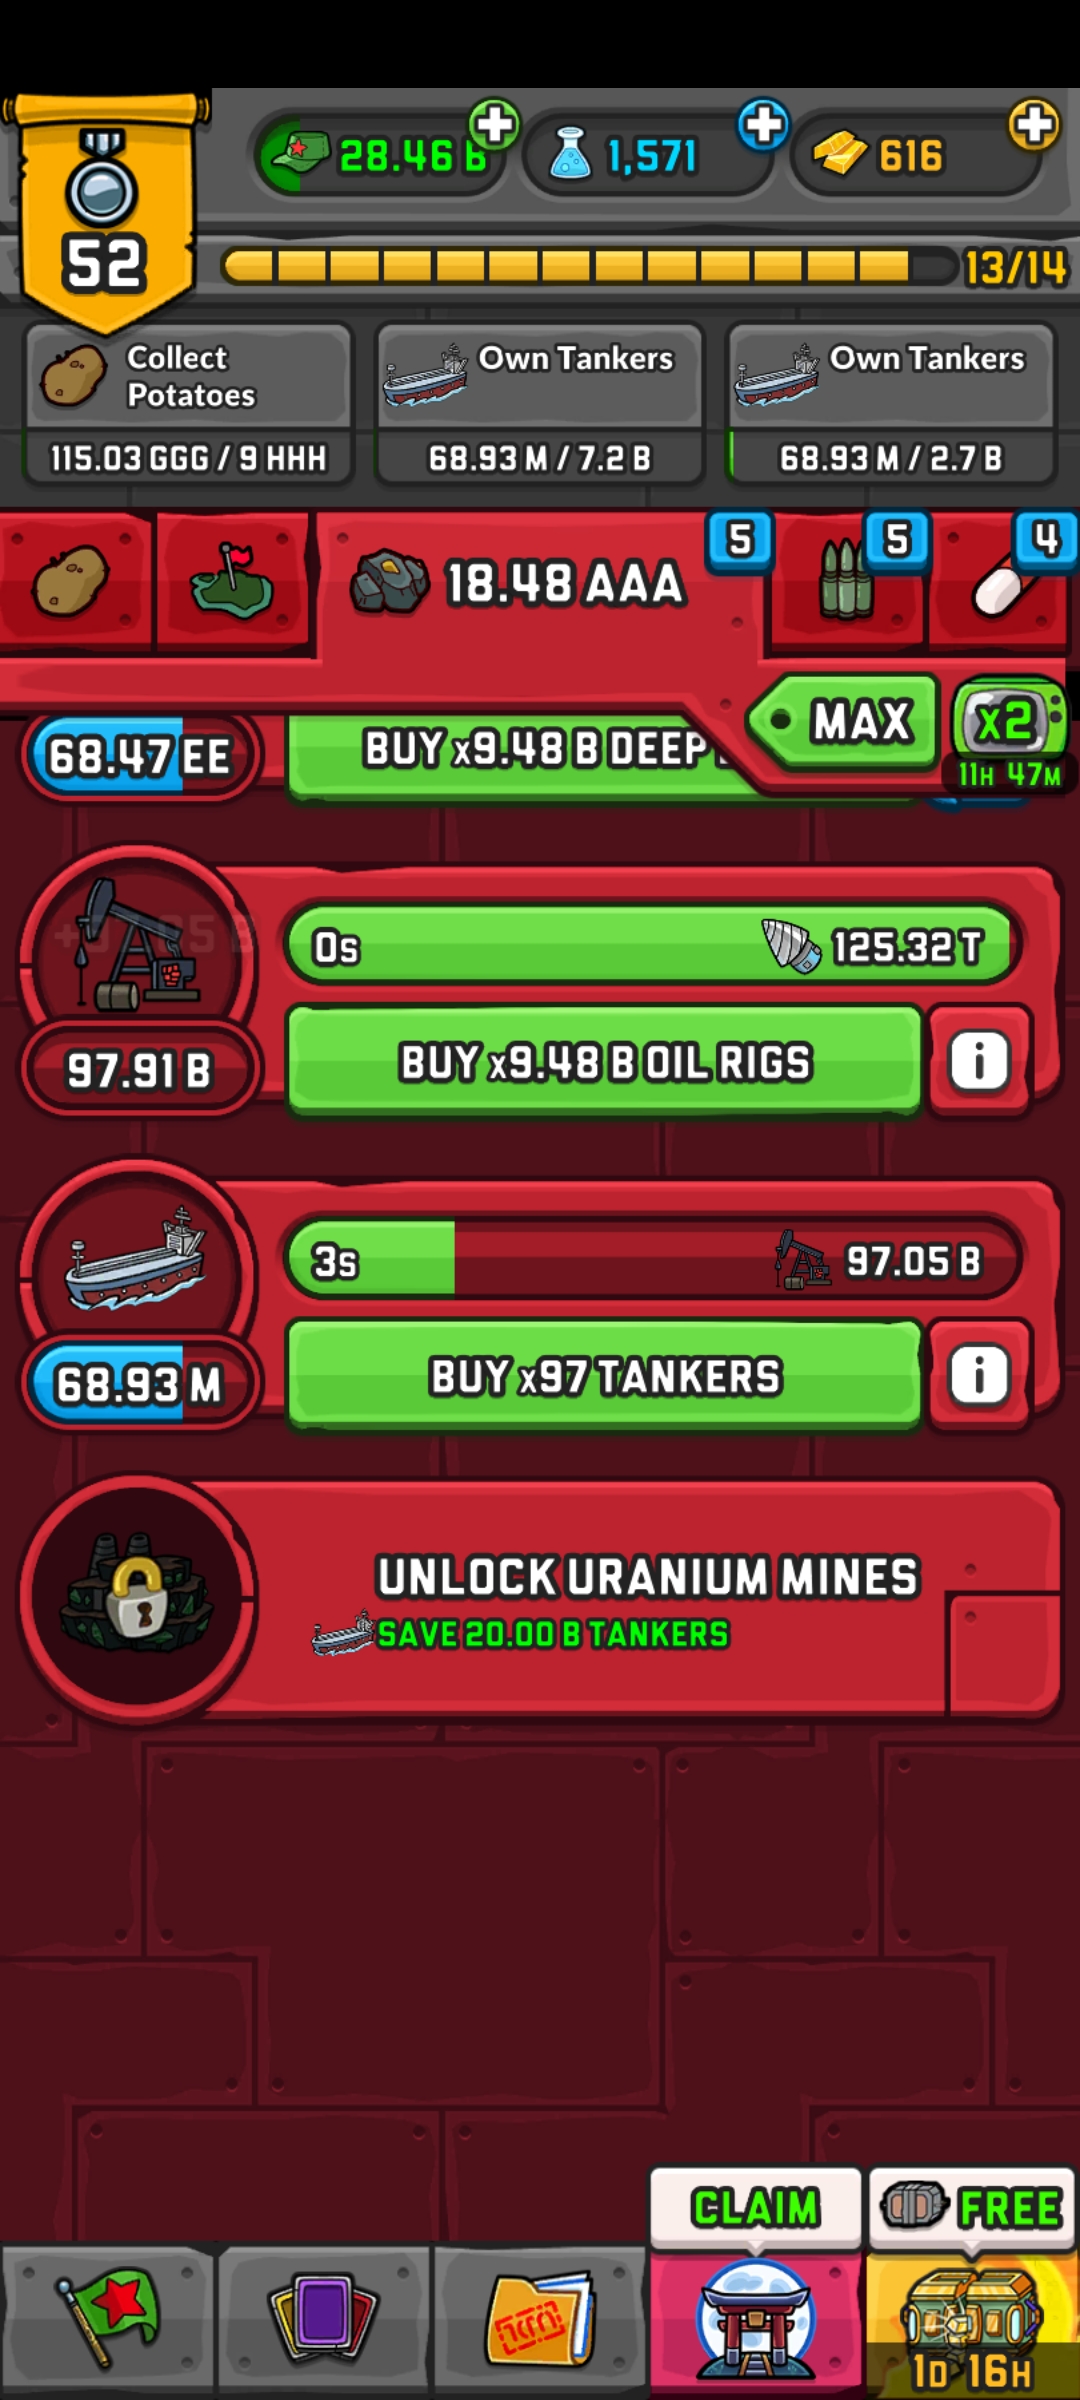 28.46 B
1,571
616
52
13/14
Collect
Potatoes
115.03 GGG / 9 HHH
Own Tankers
68.93 M / 7.2 B
Own Tankers
68.93 M / 2.7 B
18.48 AAA
5
5
4
MAX
x2
11H 47M
68.47 EE
BUY x9.48 B DEEP
0s
125.32 T
97.91 B
BUY x9.48 B OIL RIGS
i
3s
97.05 B
68.93 M
BUY x97 TANKERS
i
UNLOCK URANIUM MINES
SAVE 20.00 B TANKERS
CLAIM
FREE
1D 16H